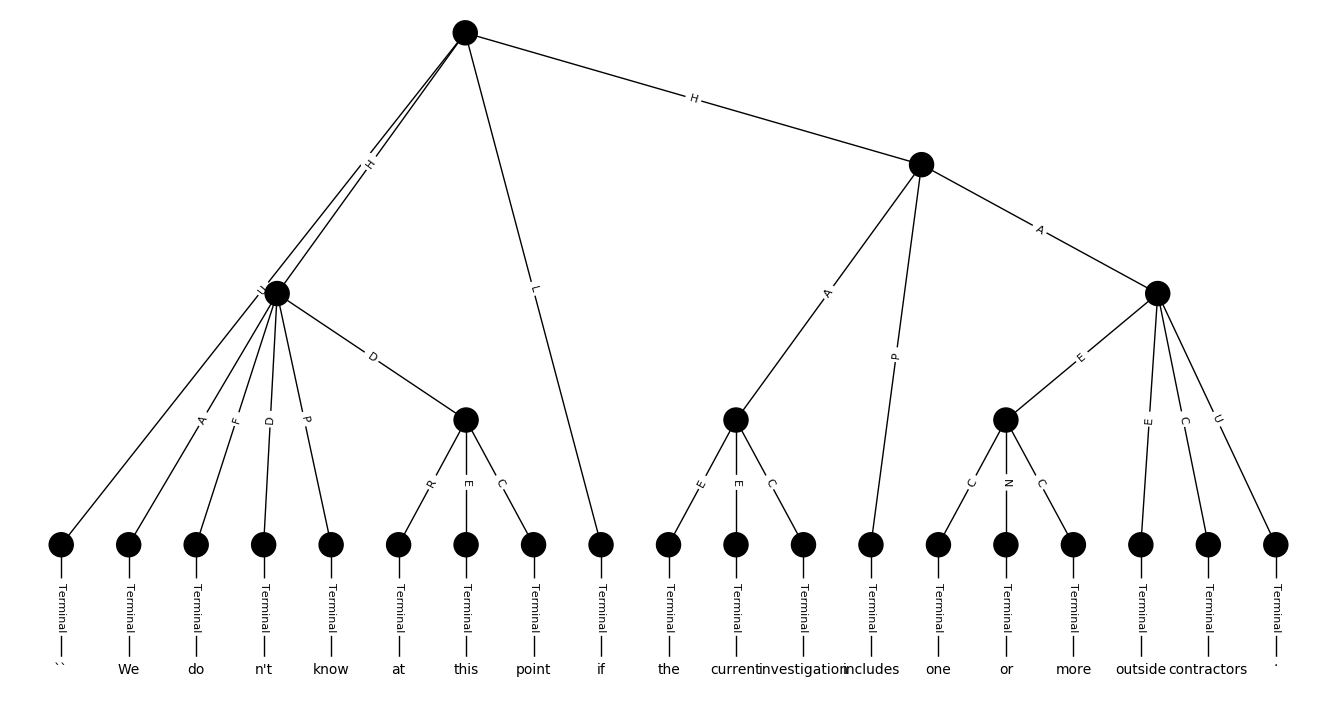 H
H
A
U
L
A
A
D
P
E
A
F
D
P
E
C
U
R
E
C
E
E
C
C
N
C
Terminal Terminal Terminal Terminal Terminal Terminal Terminal Terminal Terminal Terminal Terminal Terminal Terminal Terminal Terminal Terminal Terminal Terminal Terminal
`` We do n't know at this point if the current investigation includes one or more outside contractors .